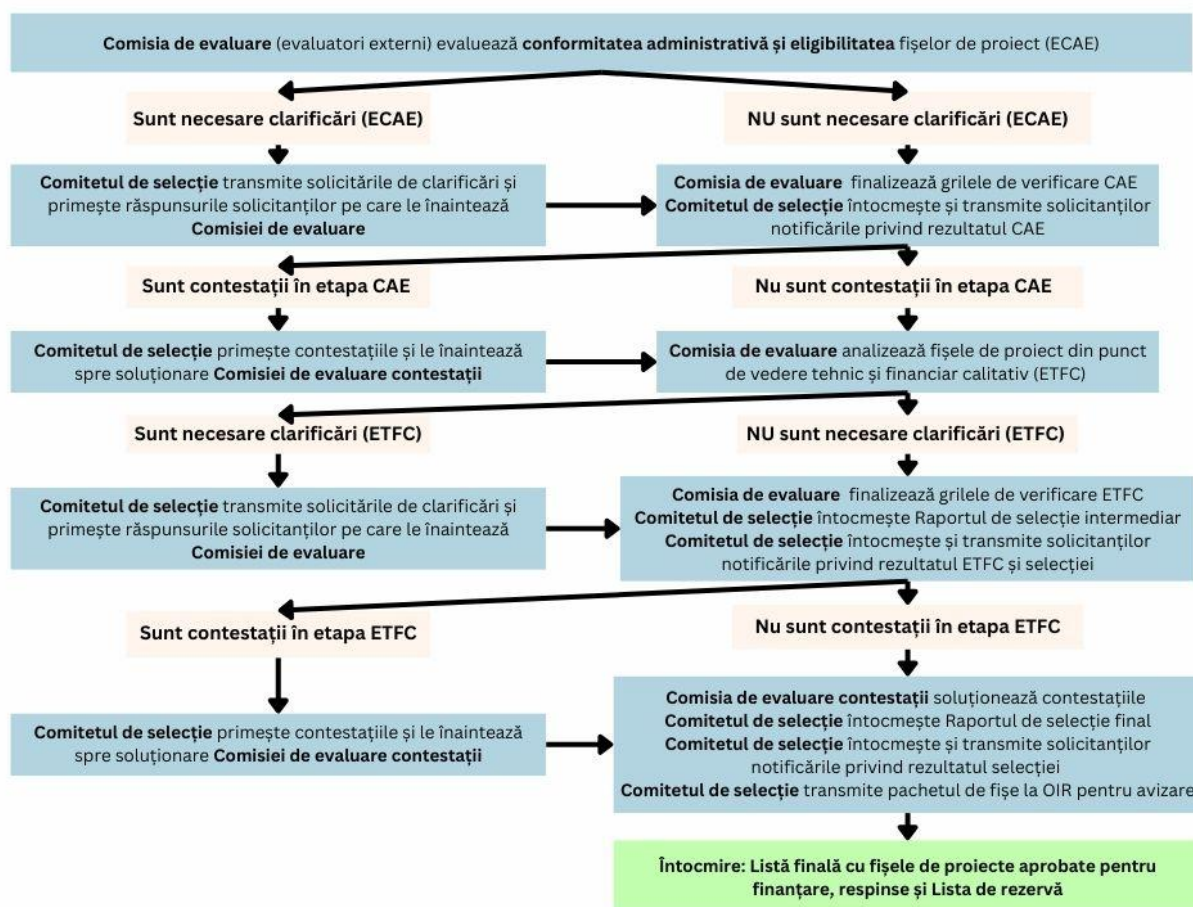 Comisia de evaluare (evaluatori externi) evaluează conformitatea administrativă și eligibilitatea fișelor de proiect (ECAE)
Sunt necesare clarificări (ECAE)
NU sunt necesare clarificări (ECAE)
Comitetul de selecție transmite solicitările de clarificări și
primește răspunsurile solicitanților pe care le înaintează
Comisiei de evaluare
Comisia de evaluare finalizează grilele de verificare CAE
Comitetul de selecție întocmește și transmite solicitanților
notificările privind rezultatul CAE
Sunt contestații în etapa CAE
Nu sunt contestații în etapa CAE
Comitetul de selecție primește contestațiile și le înaintează
spre soluționare Comisiei de evaluare contestații
Comisia de evaluare analizează fișele de proiect din punct
de vedere tehnic și financiar calitativ (ETFC)
Sunt necesare clarificări (ETFC)
NU sunt necesare clarificări (ETFC)
Comitetul de selecție transmite solicitările de clarificări și
primește răspunsurile solicitanților pe care le înaintează
Comisiei de evaluare
Comisia de evaluare finalizează grilele de verificare ETFC
Comitetul de selecție întocmește Raportul de selecție intermediar
Comitetul de selecție întocmește și transmite solicitanților
notificările privind rezultatul ETFC și selecției
Sunt contestații în etapa ETFC
Nu sunt contestații în etapa ETFC
Comitetul de selecție primește contestațiile și le înaintează
spre soluționare Comisiei de evaluare contestații
Comisia de evaluare contestații soluționează contestațiile
Comitetul de selecție întocmește Raportul de selecție final
Comitetul de selecție întocmește și transmite solicitanților
notificările privind rezultatul selecției
Comitetul de selecție transmite pachetul de fișe la OIR pentru avizare
Întocmire: Listă finală cu fișele de proiecte aprobate pentru
finanțare, respinse și Lista de rezervă